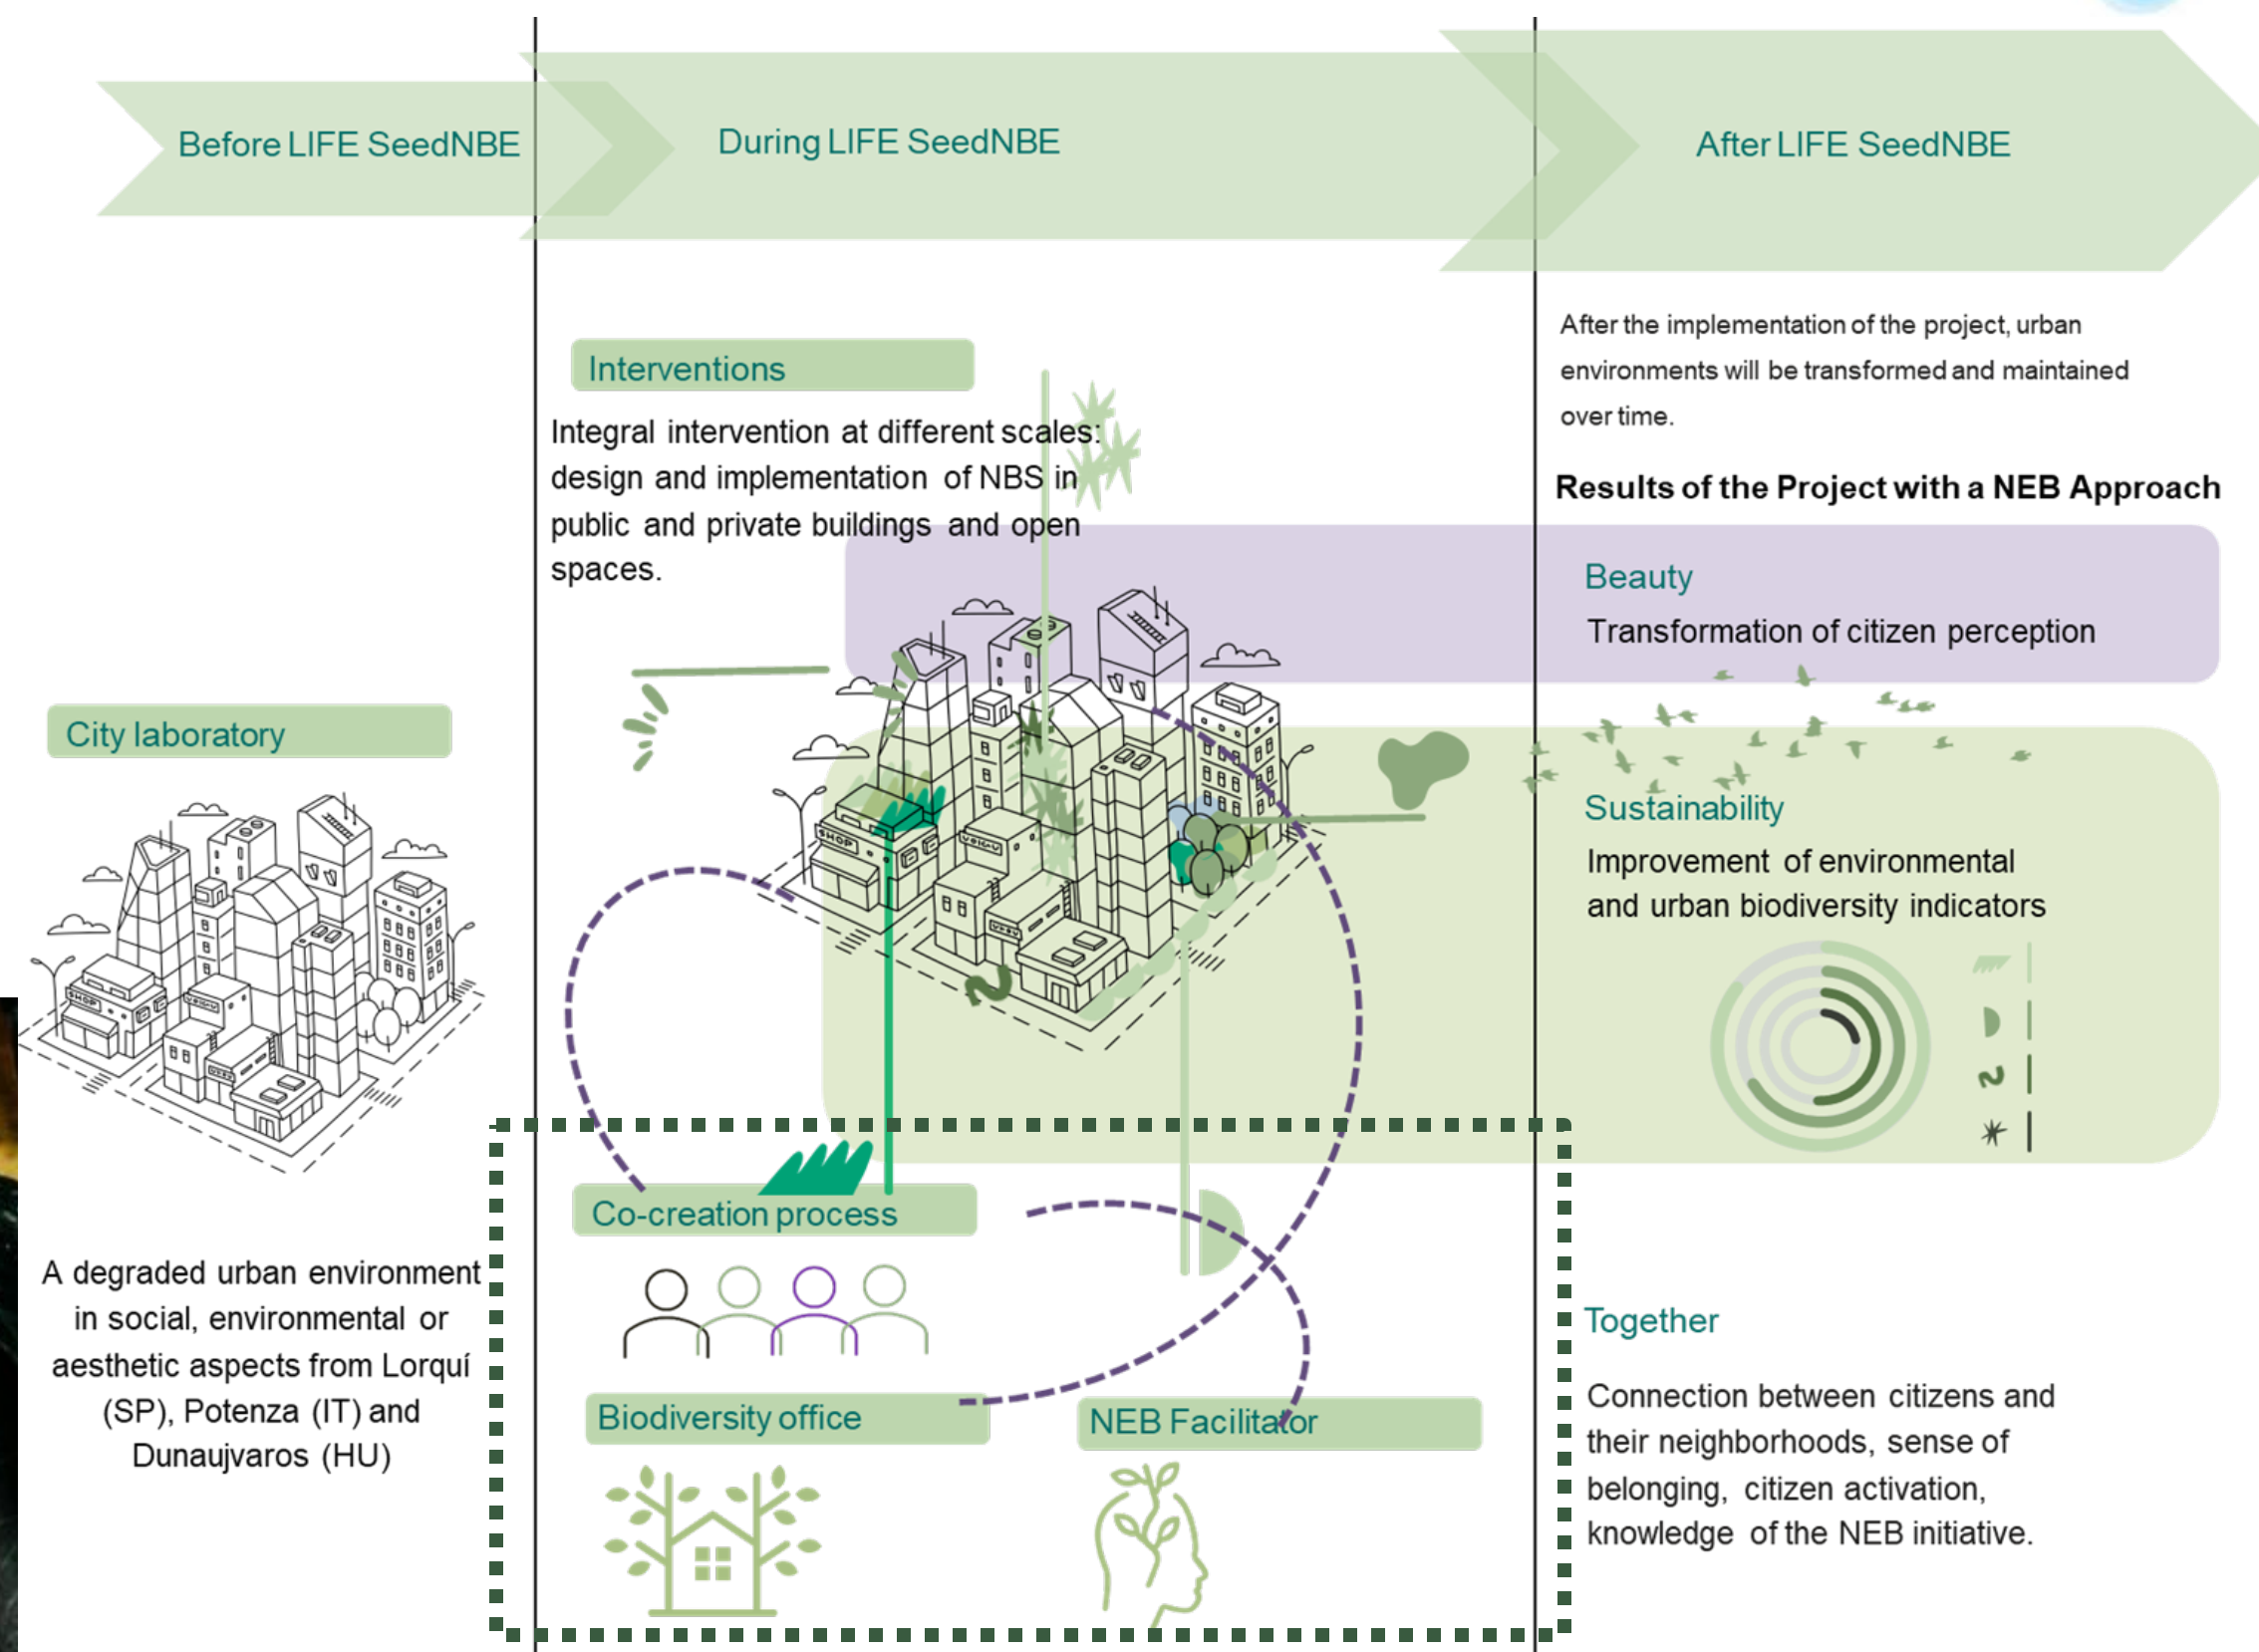 Before LIFE SeedNBE
During LIFE SeedNBE
After LIFE SeedNBE
City laboratory
SHOP
A degraded urban environment
in social, environmental or
aesthetic aspects from Lorquí
(SP), Potenza (IT) and
Dunaujvaros (HU)
Interventions
Integral intervention at different scales:
design and implementation of NBS in
public and private buildings and open
spaces.
SHOP
Co-creation process
Biodiversity office
NEB Facilitator
After the implementation of the project, urban
environments will be transformed and maintained
over time.
Results of the Project with a NEB Approach
Beauty
Transformation of citizen perception
Sustainability
Improvement of environmental
and urban biodiversity indicators
Together
Connection between citizens and
their neighborhoods, sense of
belonging, citizen activation,
knowledge of the NEB initiative.